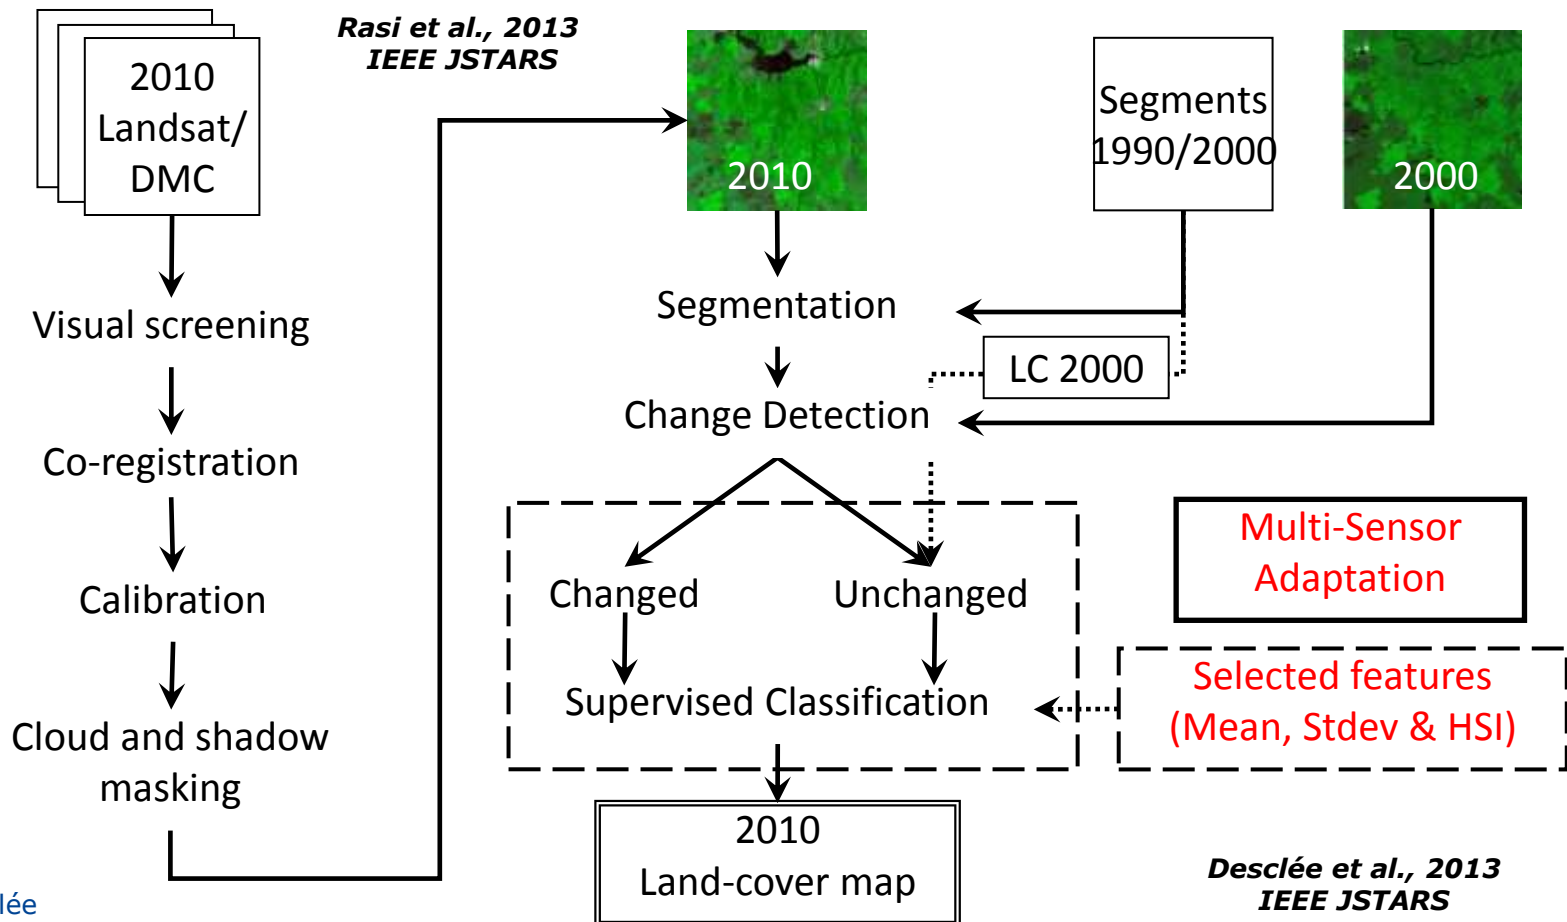 Rasi et al., 2013
IEEE JSTARS
2010
Landsat/
DMC
Visual screening
Co-registration
Calibration
Cloud and shadow
masking
2010
Segments
1990/2000
2000
Segmentation
LC 2000
Change Detection
Changed
Unchanged
Supervised Classification
2010
Land-cover map
Multi-Sensor
Adaptation
Selected features
(Mean, Stdev & HSI)
Desclée et al., 2013
IEEE JSTARS
lée